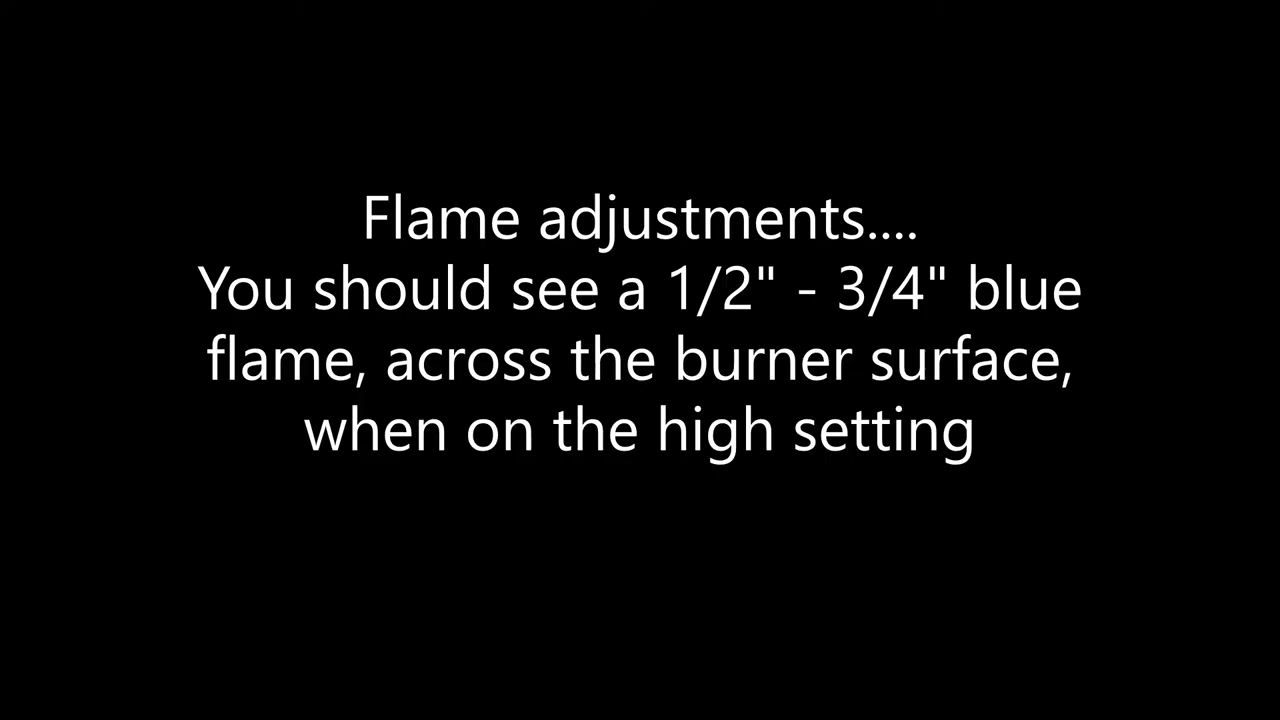 Flame adjustments....
You should see a 1/2" - 3/4" blue
flame, across the burner surface,
when on the high setting